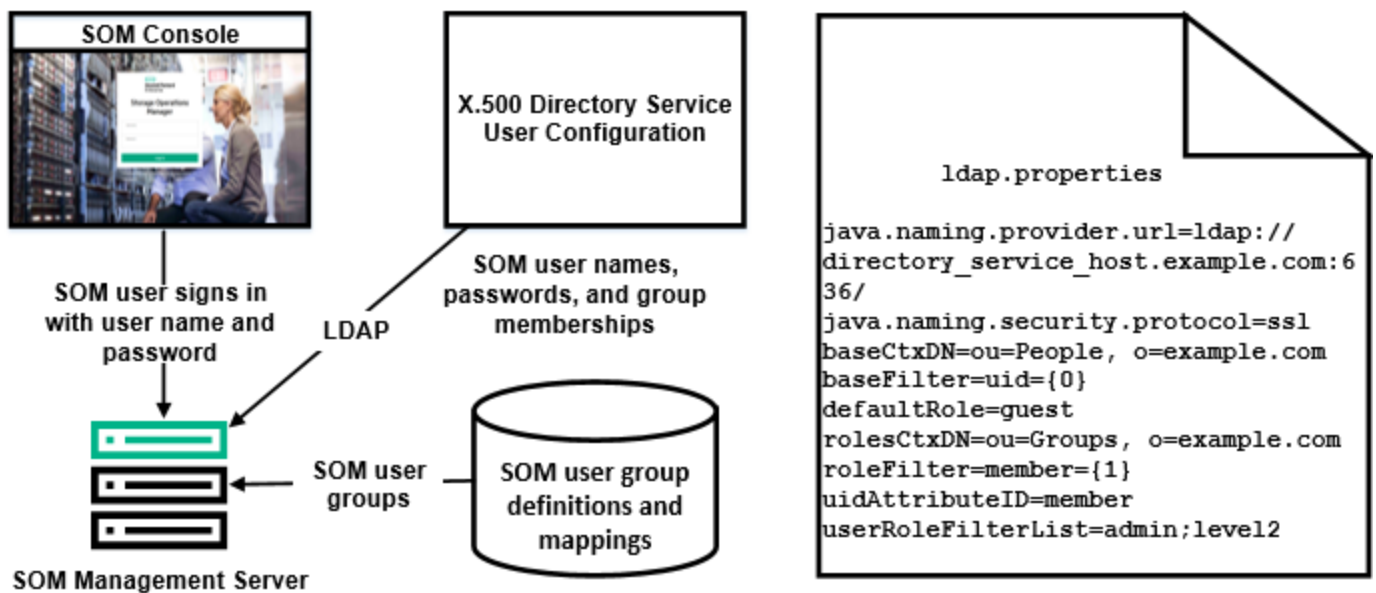 SOM Console
Storage Operations
Manager
SOM user signs in
with user name and
password
X.500 Directory Service
User Configuration
SOM user names,
passwords, and group
memberships
LDAP
SOM user
groups
SOM user group
definitions and
mappings
SOM Management Server
ldap.properties
java.naming.provider.url=ldap://
directory_service_host.example.com:6
36/
java.naming.security.protocol=ssl
baseCtxDN=ou=People, o=example.com
baseFilter=uid={0}
defaultRole=guest
rolesCtxDN=ou=Groups, o=example.com
roleFilter=member={1}
uidAttributeID=member
userRoleFilterList=admin;level2